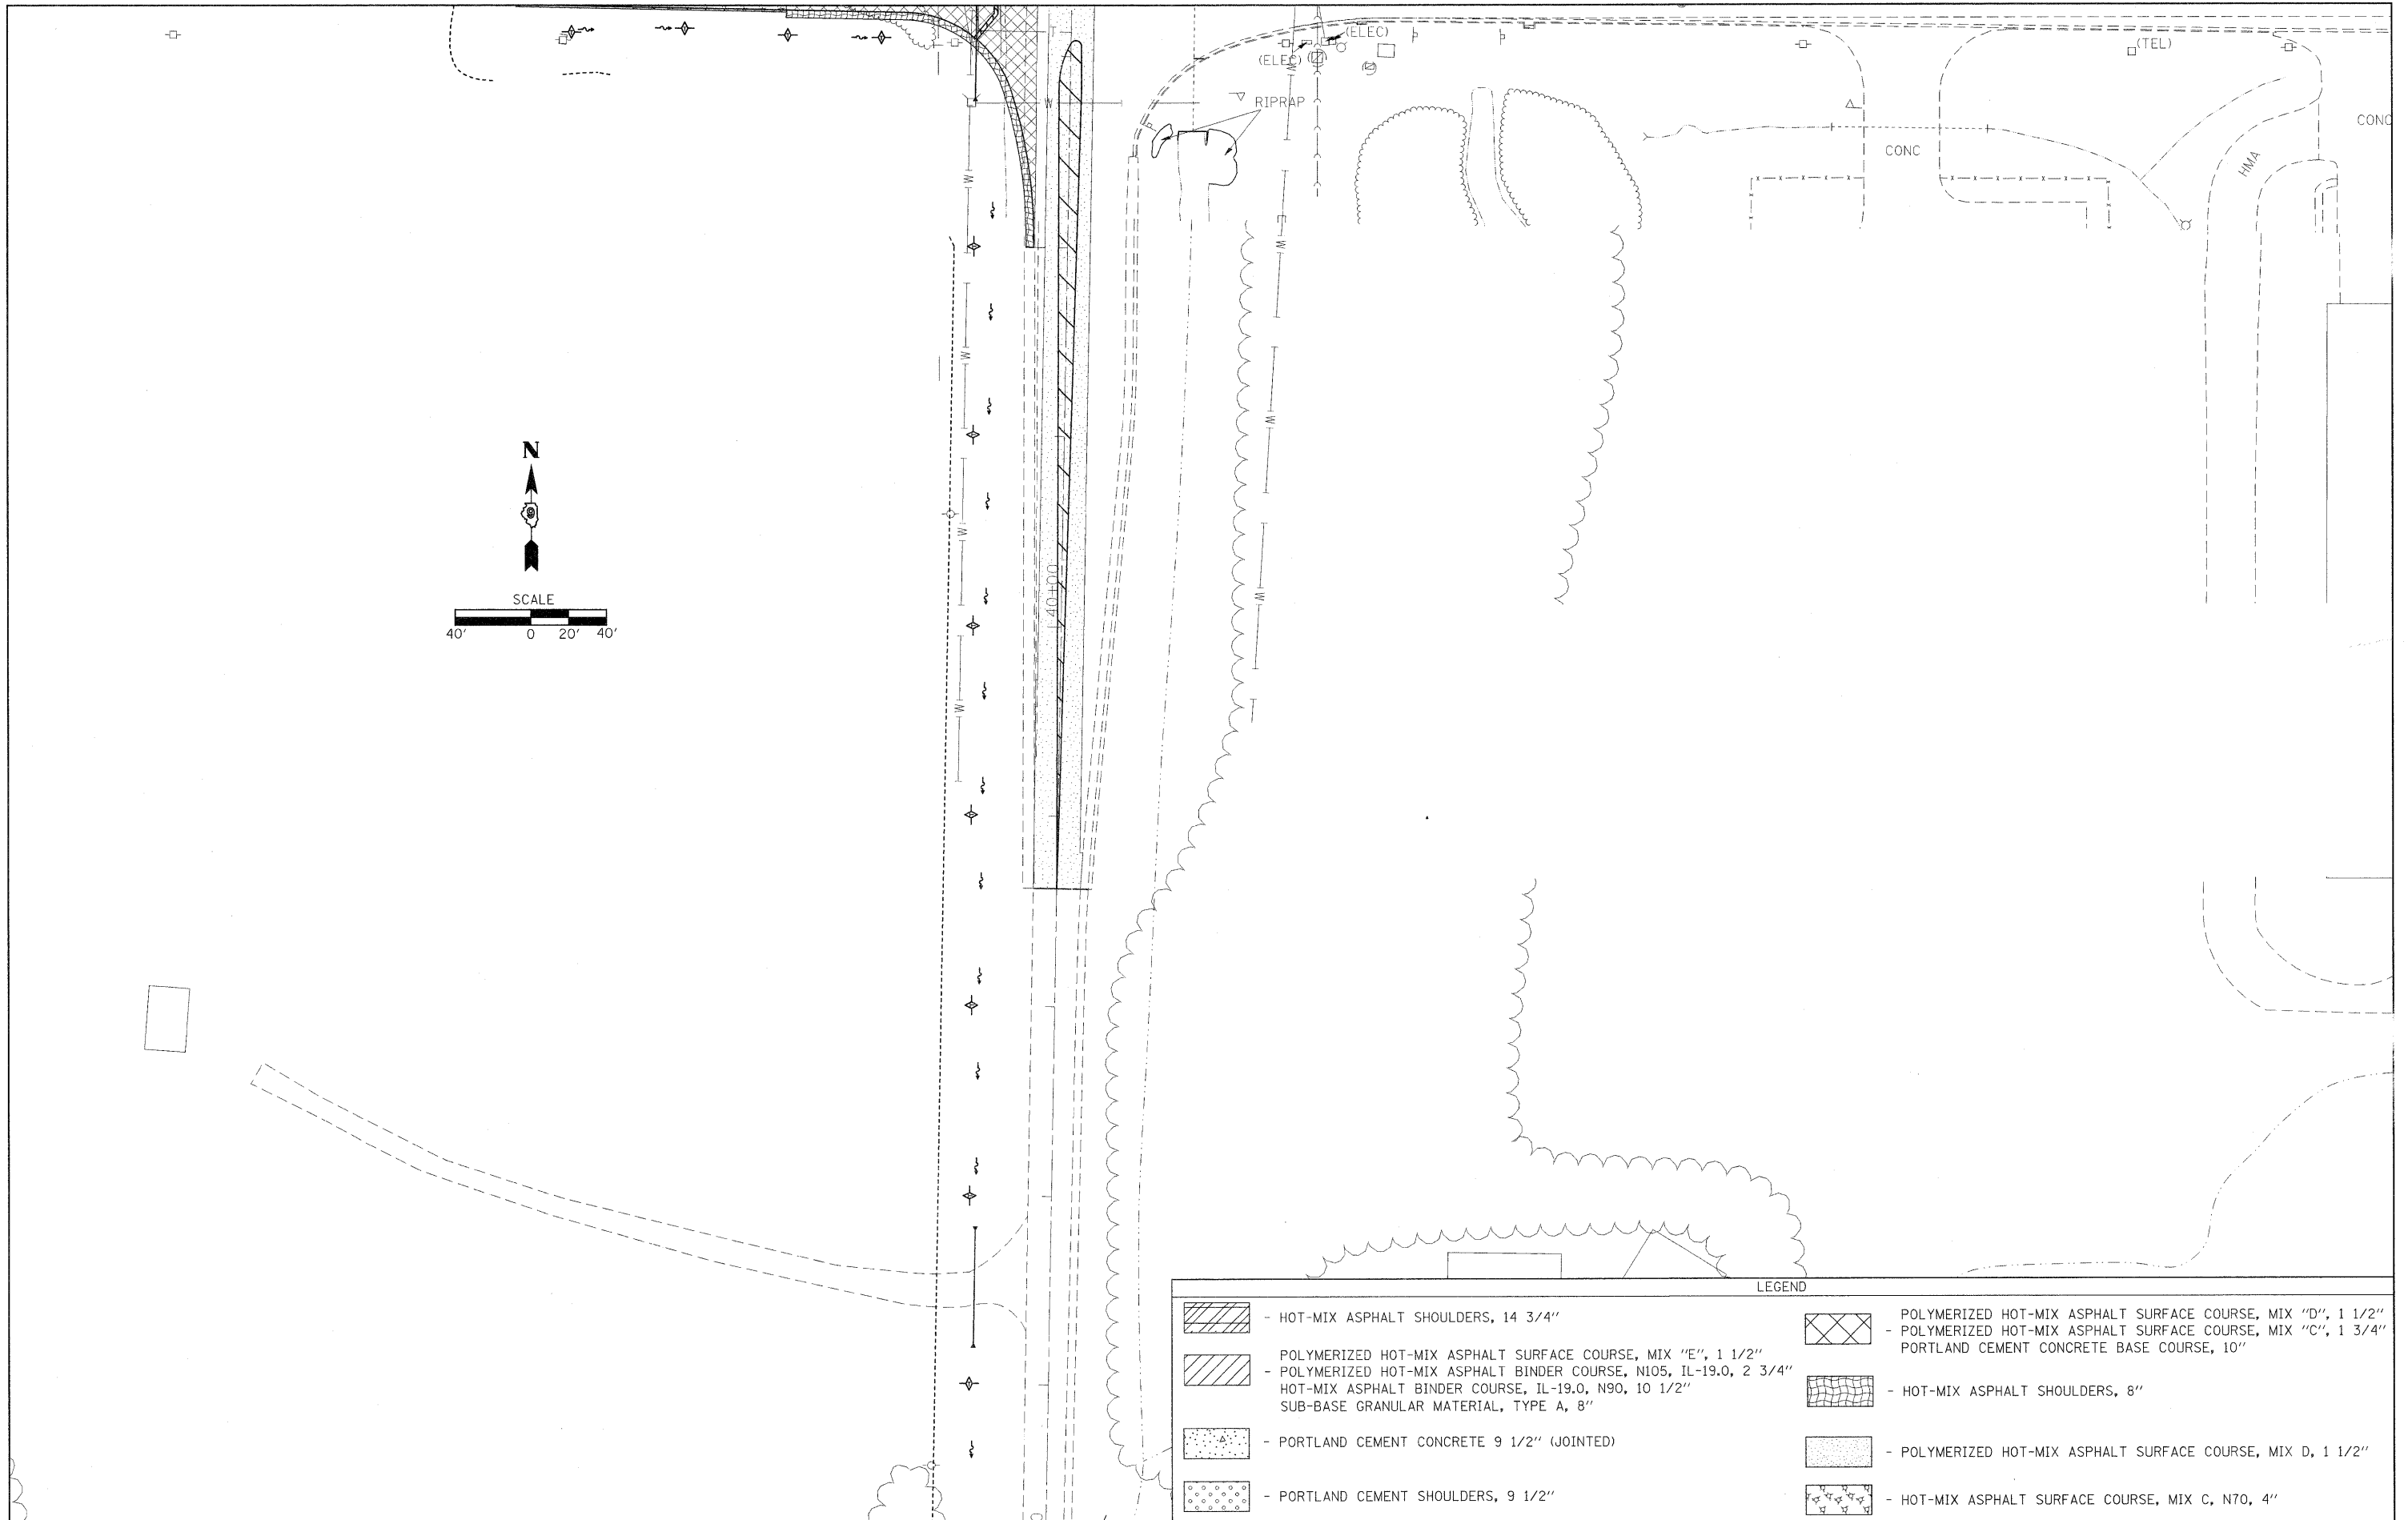 (ELEC)
(TEL)
(ELEC)
T
W
W
RIPRAP
CONC
CONC
HMA
W
W
W
W
W
W
W
W
N
SCALE
40' 0 20' 40'
40+00
LEGEND
- HOT-MIX ASPHALT SHOULDERS, 14 3/4"
POLYMERIZED HOT-MIX ASPHALT SURFACE COURSE, MIX "E", 1 1/2"
- POLYMERIZED HOT-MIX ASPHALT BINDER COURSE, N105, IL-19.0, 2 3/4"
HOT-MIX ASPHALT BINDER COURSE, IL-19.0, N90, 10 1/2"
SUB-BASE GRANULAR MATERIAL, TYPE A, 8"
- PORTLAND CEMENT CONCRETE 9 1/2" (JOINTED)
- PORTLAND CEMENT SHOULDERS, 9 1/2"
POLYMERIZED HOT-MIX ASPHALT SURFACE COURSE, MIX "D", 1 1/2"
- POLYMERIZED HOT-MIX ASPHALT SURFACE COURSE, MIX "C", 1 3/4"
PORTLAND CEMENT CONCRETE BASE COURSE, 10"
- HOT-MIX ASPHALT SHOULDERS, 8"
- POLYMERIZED HOT-MIX ASPHALT SURFACE COURSE, MIX D, 1 1/2"
- HOT-MIX ASPHALT SURFACE COURSE, MIX C, N70, 4"